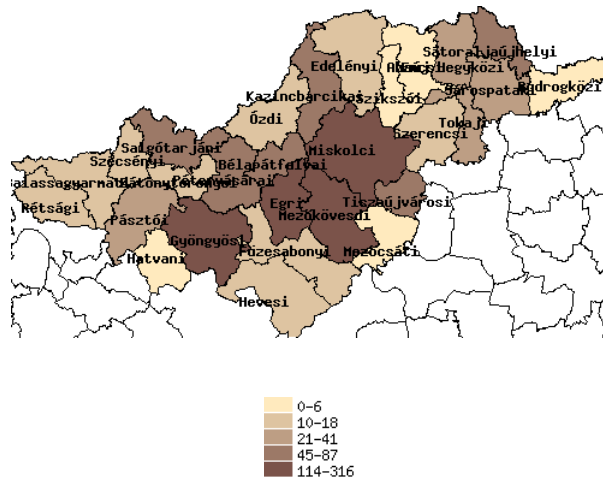 Sátoraljaújhelyi
Edelényi
Hegyközi
Bodrogközi
Sárospataki
Kazincbarcikai
Szikszói
Ózdi
Tokaji
Szerencsi
Salgótarjáni
Miskolci
Szécsényi
Bélapátfalvai
Pétervásárai
Rétsági
Egri
Tiszaújvárosi
Pásztói
Mezőkövesdi
Gyöngyösi
Hatvani
Füzesabonyi
Mezőcsáti
Hevesi
0-6
10-18
21-41
45-87
114-316